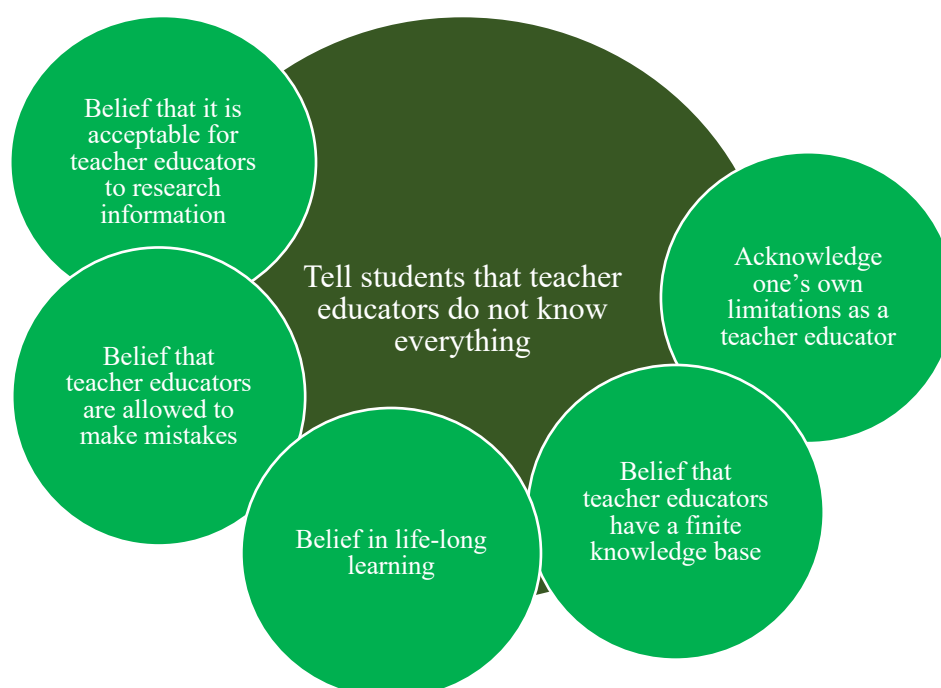 Belief that it is
acceptable for
teacher educators
to research
information
Tell students that teacher
educators do not know
everything
Acknowledge
one’s own
limitations as a
teacher educator
Belief that
teacher educators
are allowed to
make mistakes
Belief in life-long
learning
Belief that
teacher educators
have a finite
knowledge base